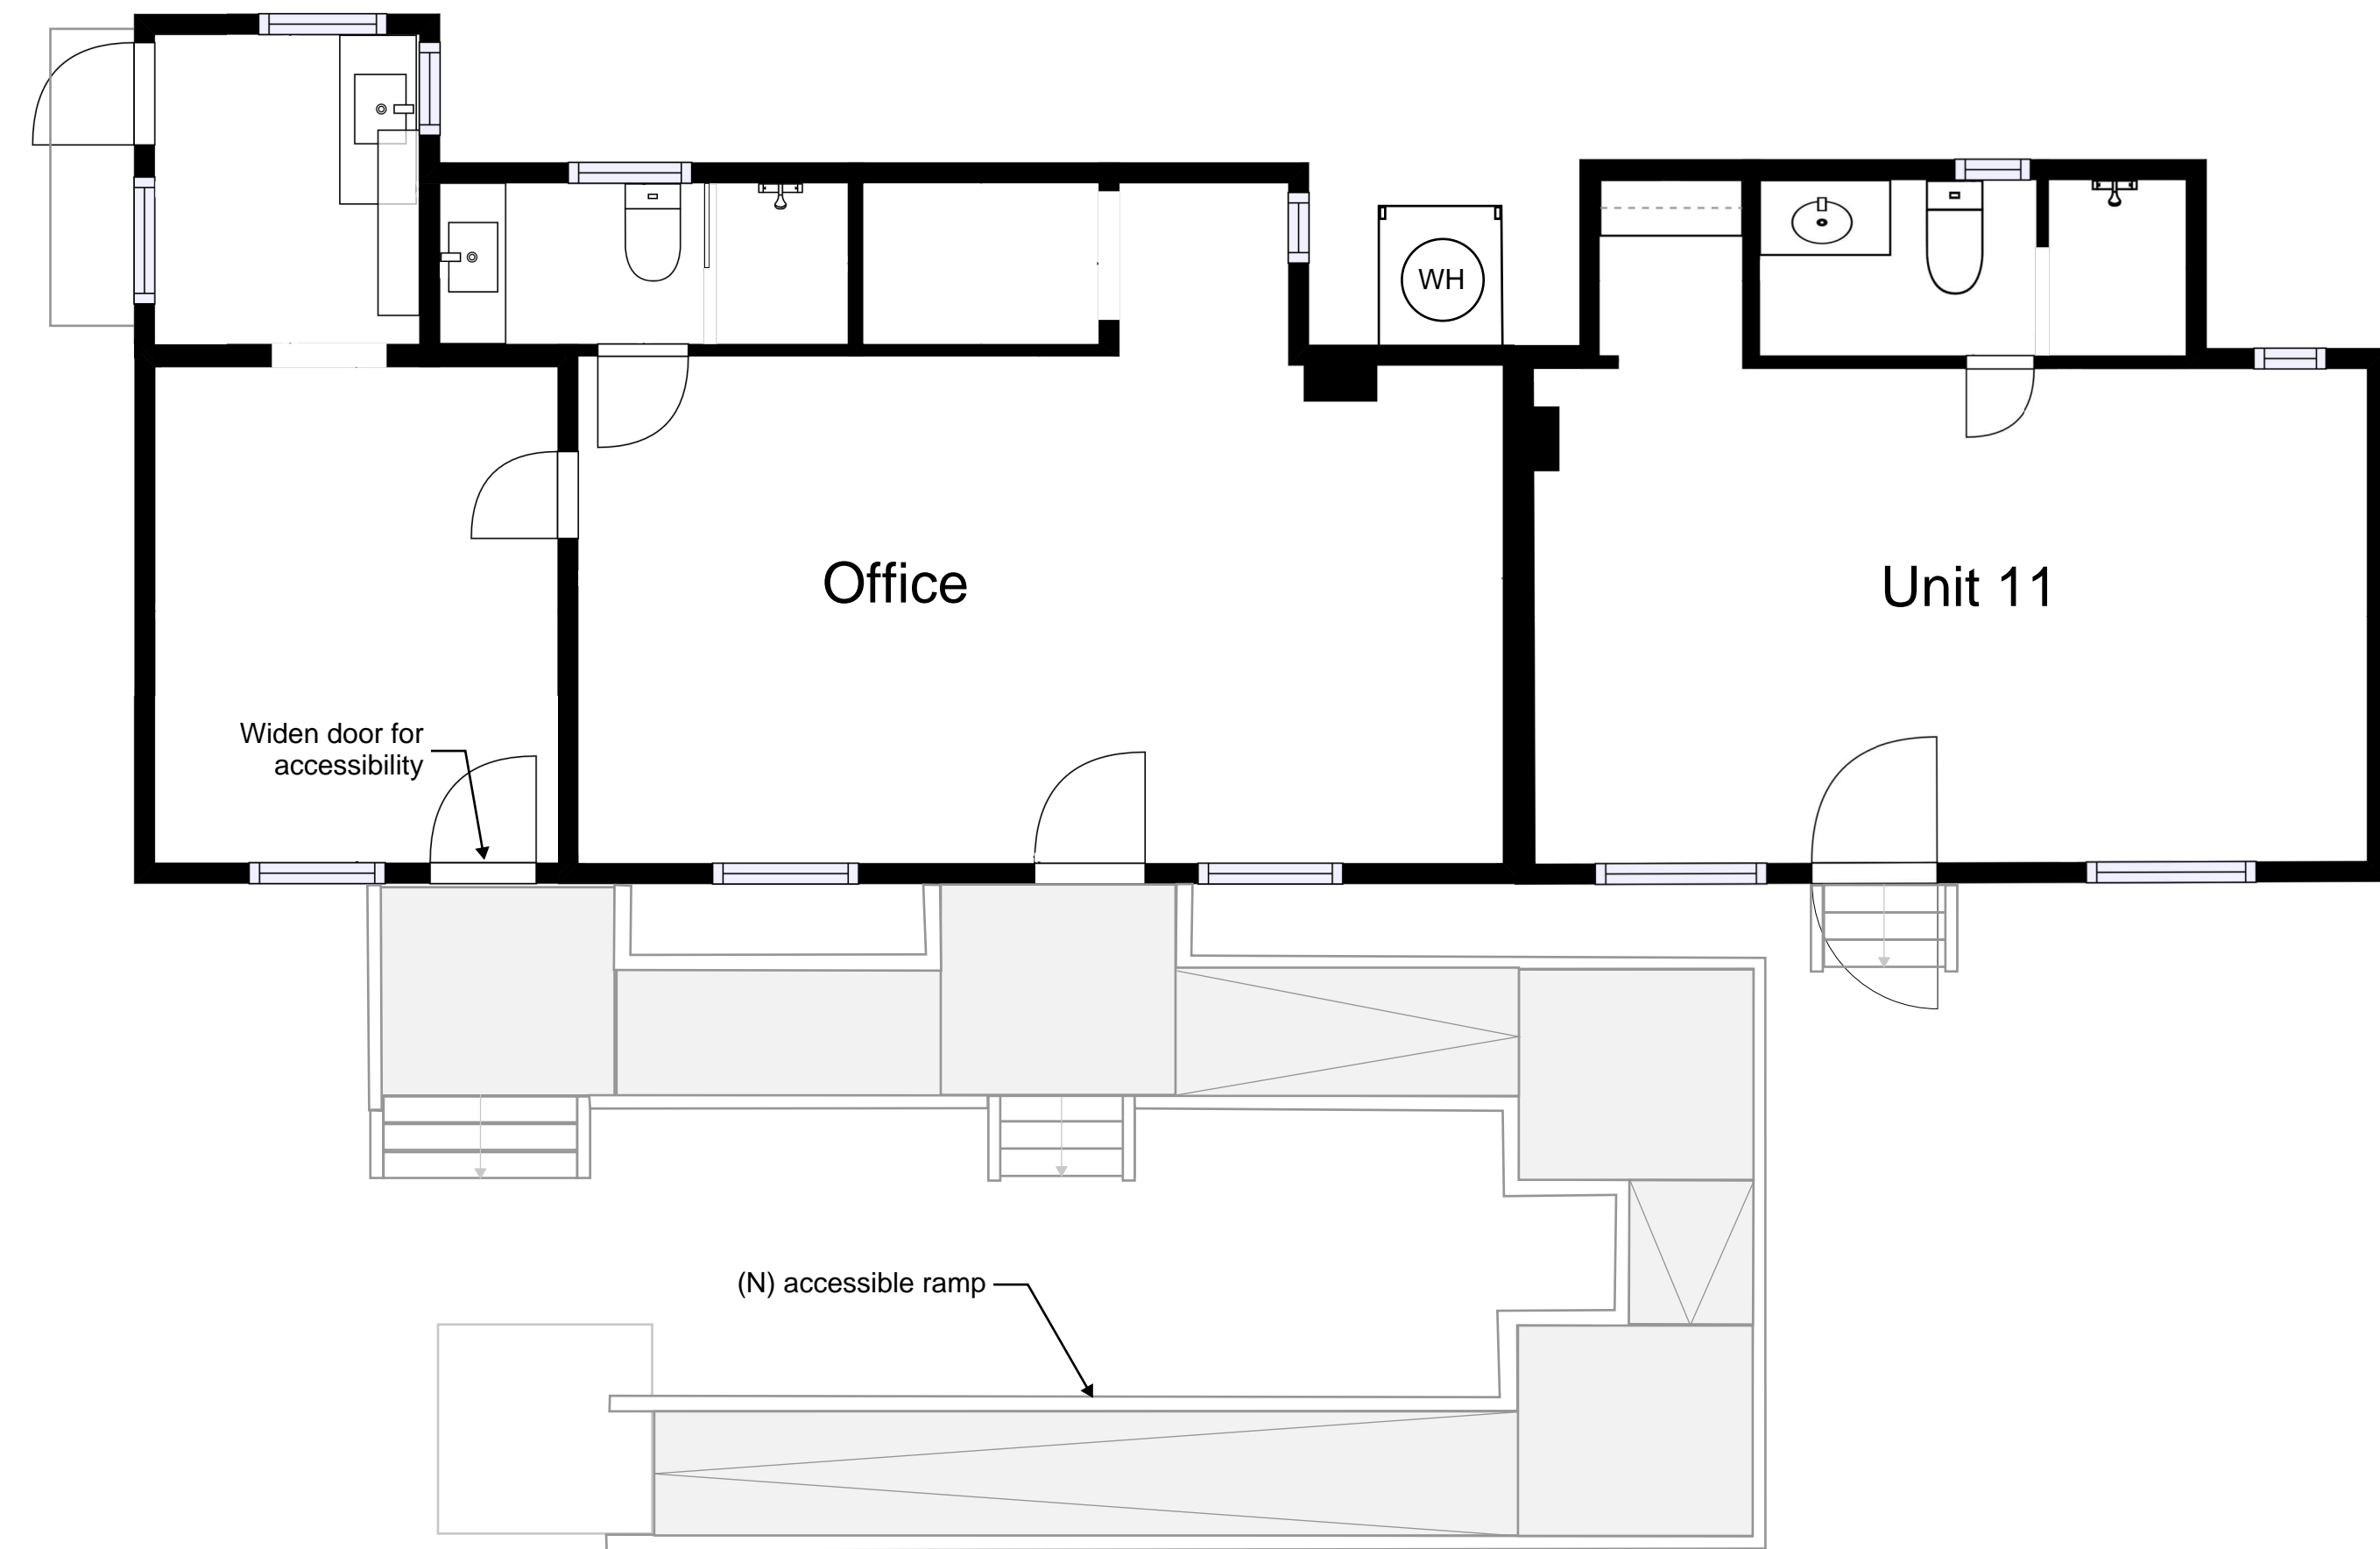 WH
Office
Unit 11
Widen door for
accessibility
(N) accessible ramp